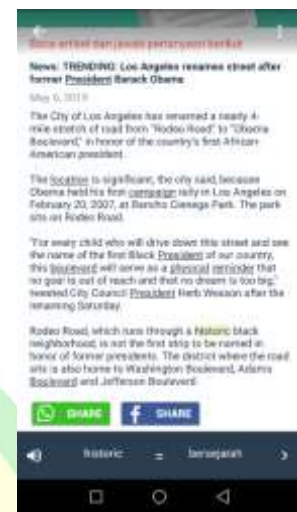 Baca artikel dan jawab pertanyaan berikut
News: TRENDING: Los Angeles renames street after
former President Barack Obama
May 6, 2019
The City of Los Angeles has renamed a nearly 4-
mile stretch of road from "Rodeo Road" to "Obama
Boulevard," in honor of the country's first African-
American president.
The location is significant, the city said, because
Obama held his first campaign rally in Los Angeles on
February 20, 2007, at Rancho Cienega Park. The park
sits on Rodeo Road.
"For every child who will drive down this street and see
the name of the first Black President of our country,
this boulevard will serve as a physical reminder that
no goal is out of reach and that no dream is too big,"
tweeted City Council President Herb Wesson after the
renaming Saturday.
Rodeo Road, which runs through a historic black
neighborhood, is not the first strip to be named in
honor of former presidents. The district where the road
sits is also home to Washington Boulevard, Adams
Boulevard and Jefferson Boulevard.
SHARE
SHARE
historic = bersejarah